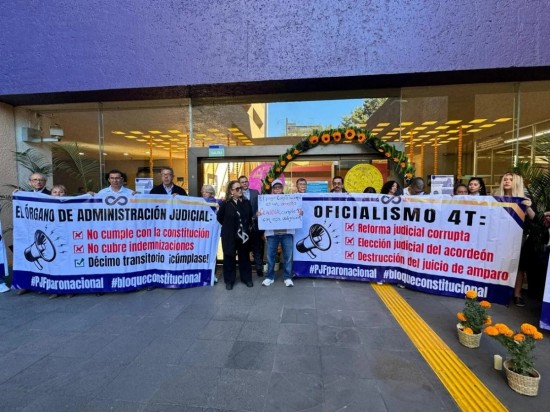 EL ÓRGANO DE ADMINISTRACIÓN JUDICIAL:
No cumple con la constitución
No cubre indemnizaciones
Décimo transitorio ¡cúmplase!
#PJFparonacional #bloqueconstitucional
OFICIALISMO 4T:
Reforma judicial corrupta
Elección judicial del acordeón
Destrucción del juicio de amparo
#PJFparonacional #bloqueconstitucional